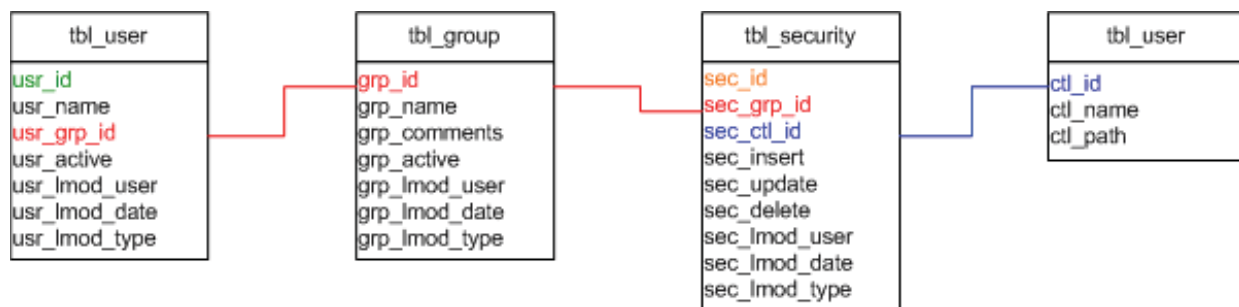 tbl_user
usr_id
usr_name
usr_grp_id
usr_active
usr_lmod_user
usr_lmod_date
usr_lmod_type
tbl_group
grp_id
grp_name
grp_comments
grp_active
grp_lmod_user
grp_lmod_date
grp_lmod_type
tbl_security
sec_id
sec_grp_id
sec_ctl_id
sec_insert
sec_update
sec_delete
sec_lmod_user
sec_lmod_date
sec_lmod_type
tbl_user
ctl_id
ctl_name
ctl_path